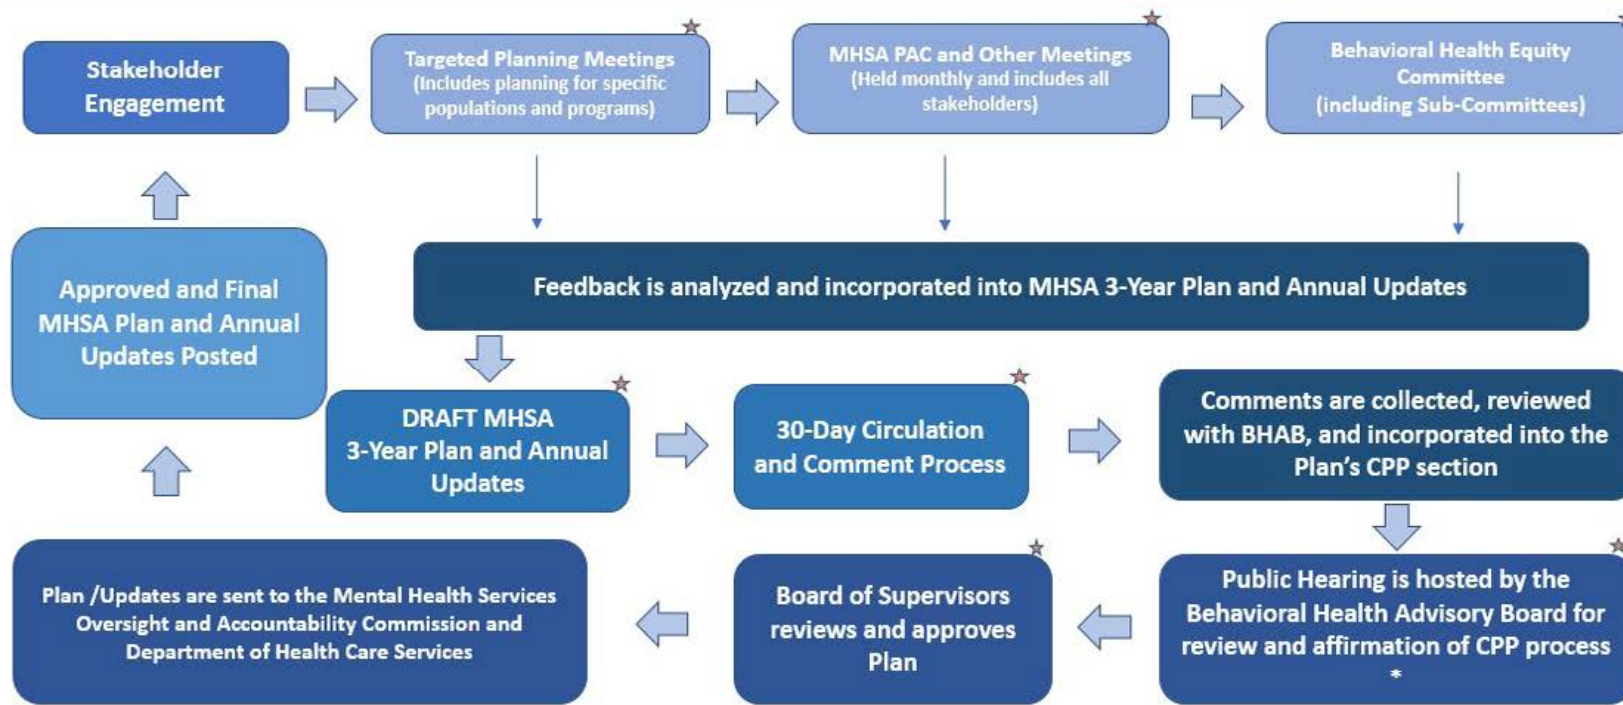 Stakeholder
Engagement
Targeted Planning Meetings
(Includes planning for specific
populations and programs)
MHSA PAC and Other Meetings
(Held monthly and includes all
stakeholders)
Behavioral Health Equity
Committee
(including Sub-Committees)
Feedback is analyzed and incorporated into MHSA 3-Year Plan and Annual Updates
DRAFT MHSA
3-Year Plan and Annual
Updates
30-Day Circulation
and Comment Process
Comments are collected, reviewed
with BHAB, and incorporated into the
Plan's CPP section
Public Hearing is hosted by the
Behavioral Health Advisory Board for
review and affirmation of CPP process
*
Board of Supervisors
reviews and approves
Plan
Plan /Updates are sent to the Mental Health Services
Oversight and Accountability Commission and
Department of Health Care Services
Approved and Final
MHSA Plan and Annual
Updates Posted